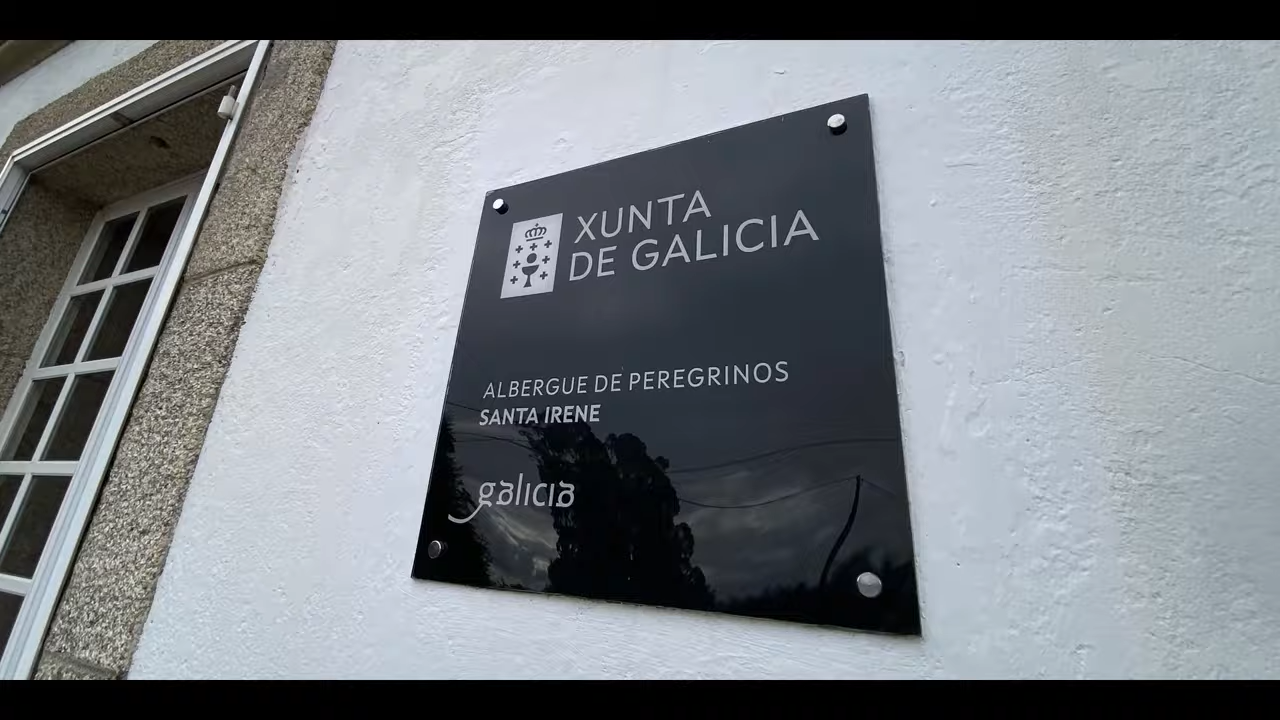 XUNTA
DE GALICIA
ALBERGUE DE PEREGRINOS
SANTA IRENE
galicia